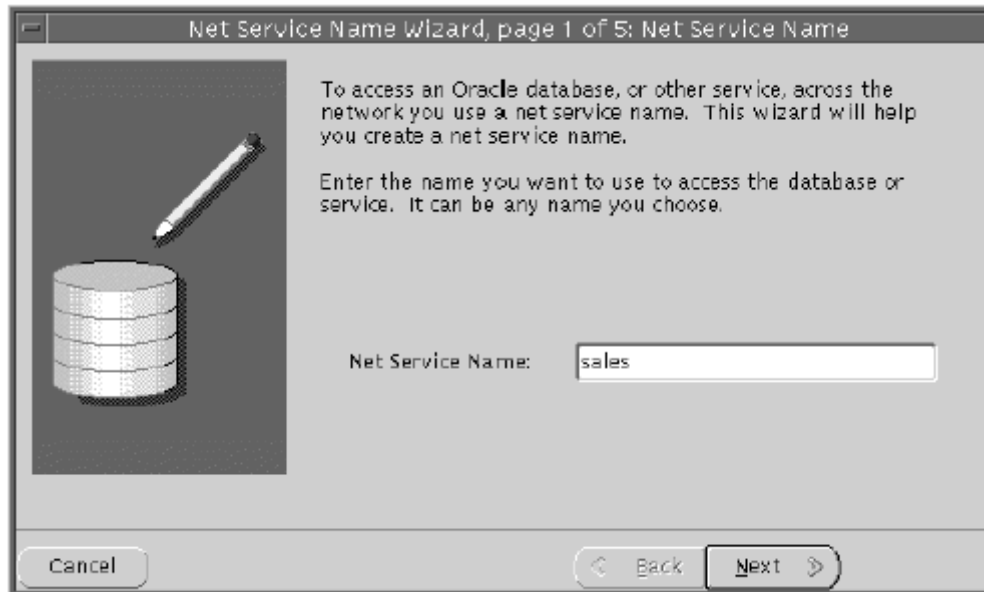 Net Service Name Wizard, page 1 of 5: Net Service Name
To access an Oracle database, or other service, across the
network you use a net service name. This wizard will help
you create a net service name.
Enter the name you want to use to access the database or
service. It can be any name you choose.
Net Service Name: sales
Cancel Back Next